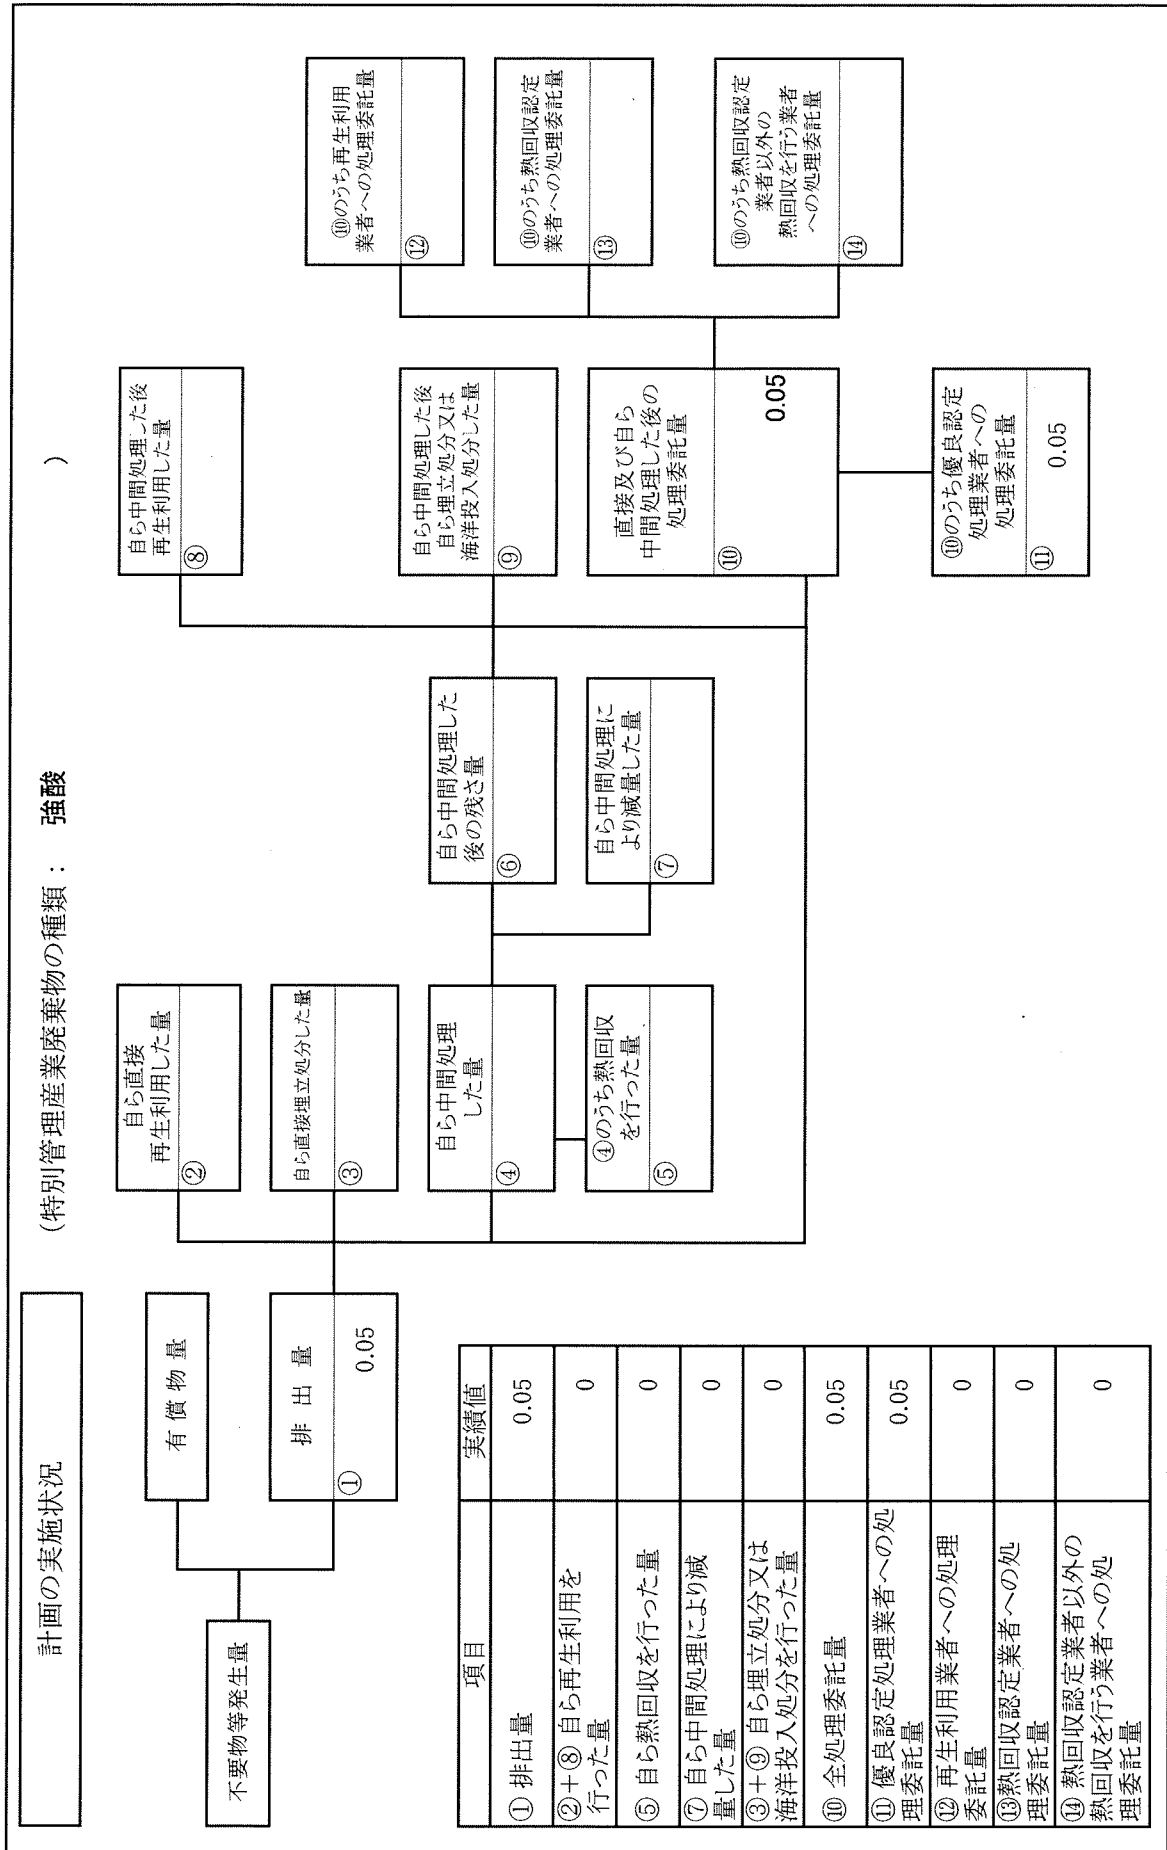 計画の実施状況
(特別管理産業廃棄物の種類： 強酸 )
不要物等発生量
有償物量
排出量
①
0.05
自ら直接
再生利用した量
②
自ら直接埋立処分した量
③
自ら中間処理
した量
④
④のうち熱回収
を行った量
⑤
自ら中間処理した
後の残さ量
⑥
自ら中間処理に
より減量した量
⑦
自ら中間処理した後
再生利用した量
⑧
自ら中間処理した後
自ら埋立処分又は
海洋投入処分した量
⑨
直接及び自ら
中間処理した後の
処理委託量
⑩
0.05
⑩のうち優良認定
処理業者への
処理委託量
⑪
0.05
⑩のうち再生利用
業者への処理委託量
⑫
⑩のうち熱回収認定
業者への処理委託量
⑬
⑩のうち熱回収認定
業者以外の
熱回収を行う業者
への処理委託量
⑭
項目 実績値
① 排出量 0.05
②＋⑧ 自ら再生利用を
行った量 0
⑤ 自ら熱回収を行った量 0
⑦ 自ら中間処理により減
量した量 0
③＋⑨ 自ら埋立処分又は
海洋投入処分を行った量 0
⑩ 全処理委託量 0.05
⑪ 優良認定処理業者への処
理委託量 0.05
⑫ 再生利用業者への処理
委託量 0
⑬熱回収認定業者への処
理委託量 0
⑭ 熱回収認定業者以外の
熱回収を行う業者への処
理委託量 0